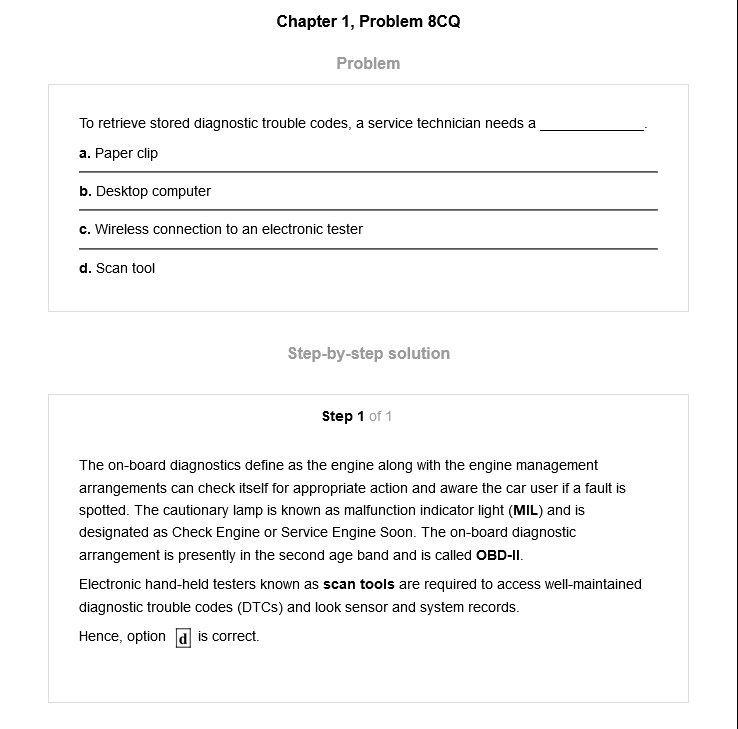 Chapter 1, Problem 8CQ
Problem
To retrieve stored diagnostic trouble codes, a service technician needs a ______________.
a. Paper clip
b. Desktop computer
c. Wireless connection to an electronic tester
d. Scan tool
Step-by-step solution
Step 1 of 1
The on-board diagnostics define as the engine along with the engine management
arrangements can check itself for appropriate action and aware the car user if a fault is
spotted. The cautionary lamp is known as malfunction indicator light (MIL) and is
designated as Check Engine or Service Engine Soon. The on-board diagnostic
arrangement is presently in the second age band and is called OBD-II.
Electronic hand-held testers known as scan tools are required to access well-maintained
diagnostic trouble codes (DTCs) and look sensor and system records.
Hence, option d is correct.